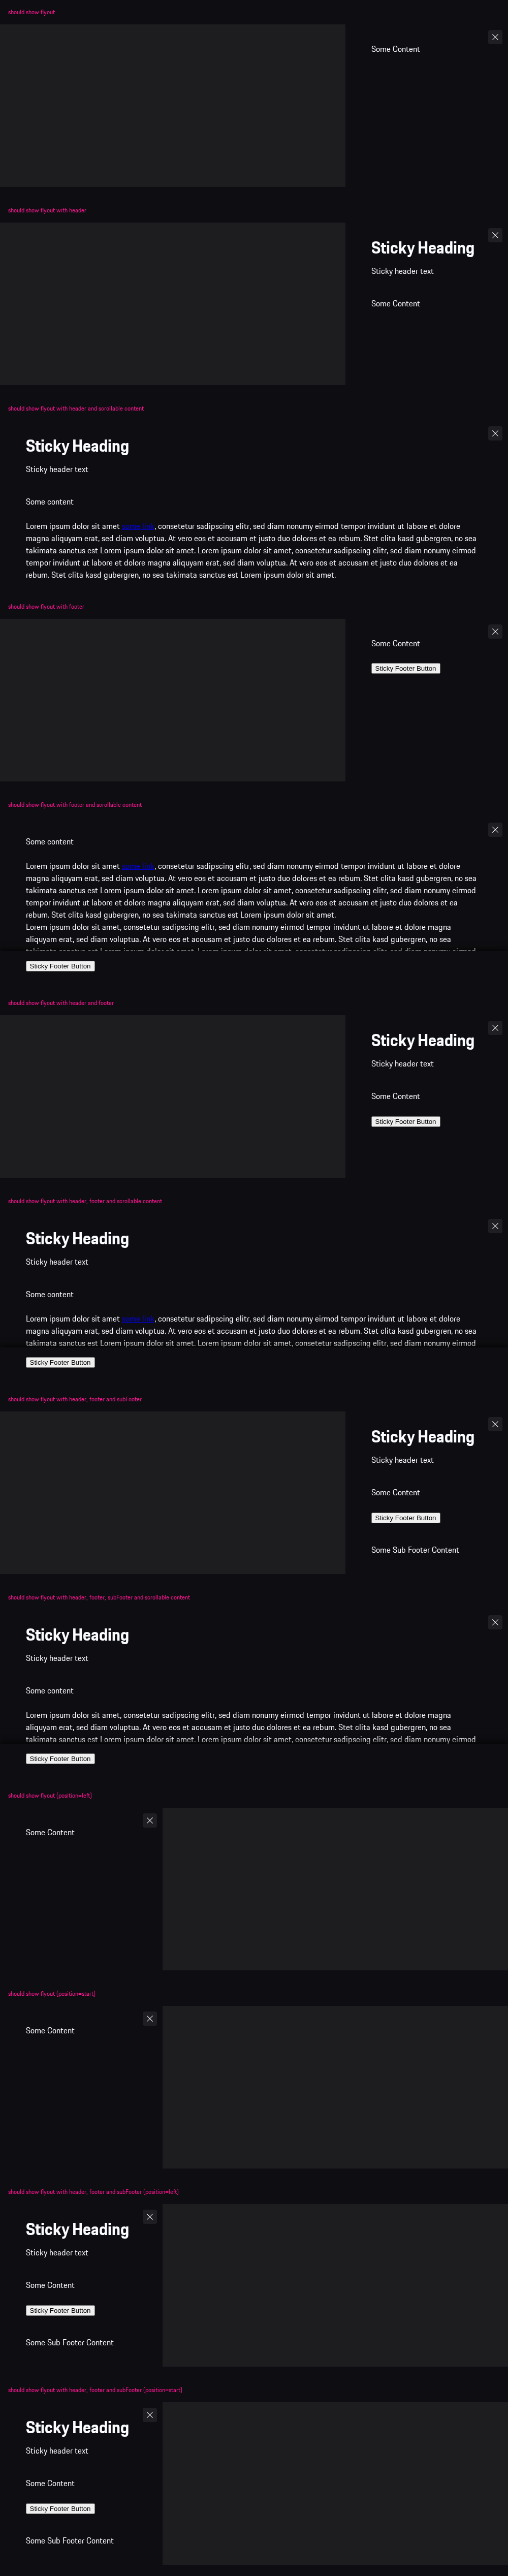 should show flyout
Some Content
should show flyout with header
Sticky Heading
Sticky header text
Some Content
should show flyout with header and scrollable content
Sticky Heading
Sticky header text
Some content
Lorem ipsum dolor sit amet , consetetur sadipscing elitr, sed diam nonumy eirmod tempor invidunt ut labore et dolore
magna aliquyam erat, sed diam voluptua. At vero eos et accusam et justo duo dolores et ea rebum. Stet clita kasd gubergren, no sea
takimata sanctus est Lorem ipsum dolor sit amet. Lorem ipsum dolor sit amet, consetetur sadipscing elitr, sed diam nonumy eirmod
tempor invidunt ut labore et dolore magna aliquyam erat, sed diam voluptua. At vero eos et accusam et justo duo dolores et ea
rebum. Stet clita kasd gubergren, no sea takimata sanctus est Lorem ipsum dolor sit amet.
should show flyout with footer
Some Content
Sticky Footer Button
should show flyout with footer and scrollable content
Some content
Lorem ipsum dolor sit amet , consetetur sadipscing elitr, sed diam nonumy eirmod tempor invidunt ut labore et dolore
magna aliquyam erat, sed diam voluptua. At vero eos et accusam et justo duo dolores et ea rebum. Stet clita kasd gubergren, no sea
takimata sanctus est Lorem ipsum dolor sit amet. Lorem ipsum dolor sit amet, consetetur sadipscing elitr, sed diam nonumy eirmod
tempor invidunt ut labore et dolore magna aliquyam erat, sed diam voluptua. At vero eos et accusam et justo duo dolores et ea
rebum. Stet clita kasd gubergren, no sea takimata sanctus est Lorem ipsum dolor sit amet.
Lorem ipsum dolor sit amet, consetetur sadipscing elitr, sed diam nonumy eirmod tempor invidunt ut labore et dolore magna
aliquyam erat, sed diam voluptua. At vero eos et accusam et justo duo dolores et ea rebum. Stet clita kasd gubergren, no sea
Sticky Footer Button
should show flyout with header and footer
Sticky Heading
Sticky header text
Some Content
Sticky Footer Button
should show flyout with header, footer and scrollable content
Sticky Heading
Sticky header text
Some content
Lorem ipsum dolor sit amet , consetetur sadipscing elitr, sed diam nonumy eirmod tempor invidunt ut labore et dolore
magna aliquyam erat, sed diam voluptua. At vero eos et accusam et justo duo dolores et ea rebum. Stet clita kasd gubergren, no sea
takimata sanctus est Lorem ipsum dolor sit amet. Lorem ipsum dolor sit amet, consetetur sadipscing elitr, sed diam nonumy eirmod
Sticky Footer Button
should show flyout with header, footer and subFooter
Sticky Heading
Sticky header text
Some Content
Sticky Footer Button
Some Sub Footer Content
should show flyout with header, footer, subFooter and scrollable content
Sticky Heading
Sticky header text
Some content
Lorem ipsum dolor sit amet, consetetur sadipscing elitr, sed diam nonumy eirmod tempor invidunt ut labore et dolore magna
aliquyam erat, sed diam voluptua. At vero eos et accusam et justo duo dolores et ea rebum. Stet clita kasd gubergren, no sea
takimata sanctus est Lorem ipsum dolor sit amet. Lorem ipsum dolor sit amet, consetetur sadipscing elitr, sed diam nonumy eirmod
Sticky Footer Button
should show flyout (position=left)
Some Content
should show flyout (position=start)
Some Content
should show flyout with header, footer and subFooter (position=left)
Sticky Heading
Sticky header text
Some Content
Sticky Footer Button
Some Sub Footer Content
should show flyout with header, footer and subFooter (position=start)
Sticky Heading
Sticky header text
Some Content
Sticky Footer Button
Some Sub Footer Content